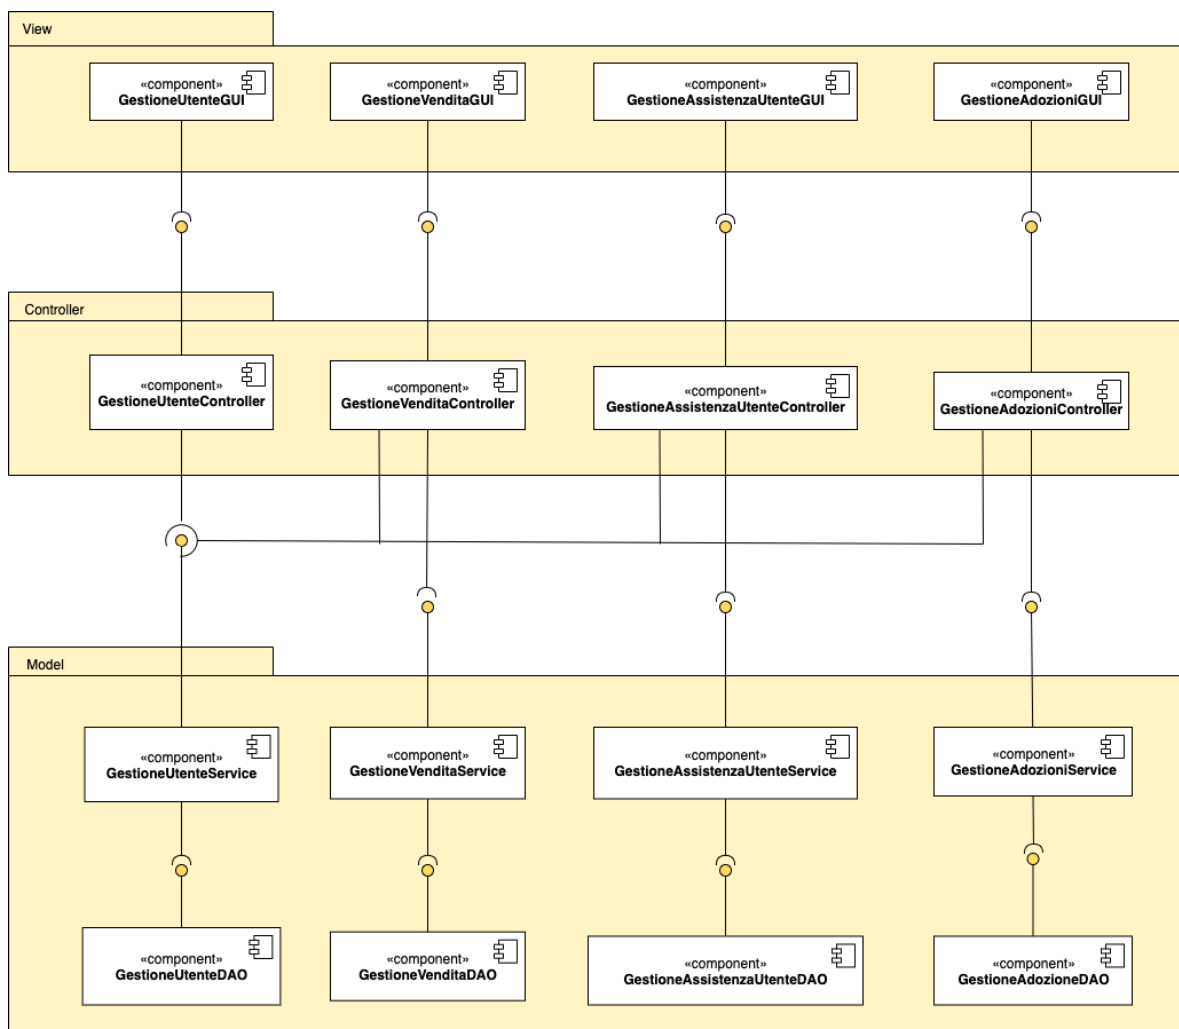 View
«component»
GestioneUtenteGUI
«component»
GestioneVenditaGUI
«component»
GestioneAssistenzaUtenteGUI
«component»
GestioneAdozioniGUI
Controller
«component»
GestioneUtenteController
«component»
GestioneVenditaController
«component»
GestioneAssistenzaUtenteController
«component»
GestioneAdozioniController
Model
«component»
GestioneUtenteService
«component»
GestioneVenditaService
«component»
GestioneAssistenzaUtenteService
«component»
GestioneAdozioniService
«component»
GestioneUtenteDAO
«component»
GestioneVenditaDAO
«component»
GestioneAssistenzaUtenteDAO
«component»
GestioneAdozioneDAO